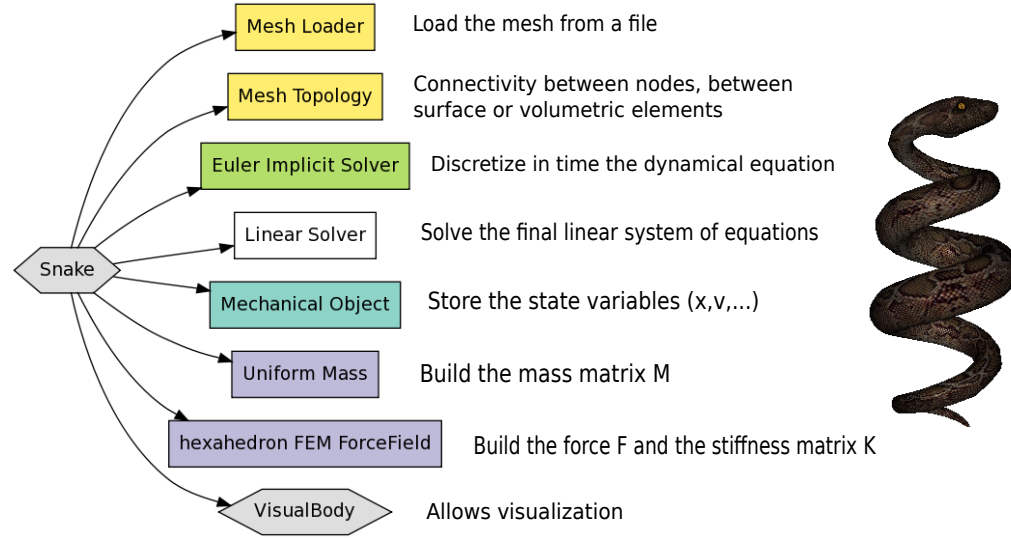 Mesh Loader
Load the mesh from a file
Mesh Topology
Connectivity between nodes, between
surface or volumetric elements
Euler Implicit Solver
Discretize in time the dynamical equation
Linear Solver
Solve the final linear system of equations
Snake
Mechanical Object
Store the state variables (x,v,...)
Uniform Mass
Build the mass matrix M
hexahedron FEM ForceField
Build the force F and the stiffness matrix K
VisualBody
Allows visualization